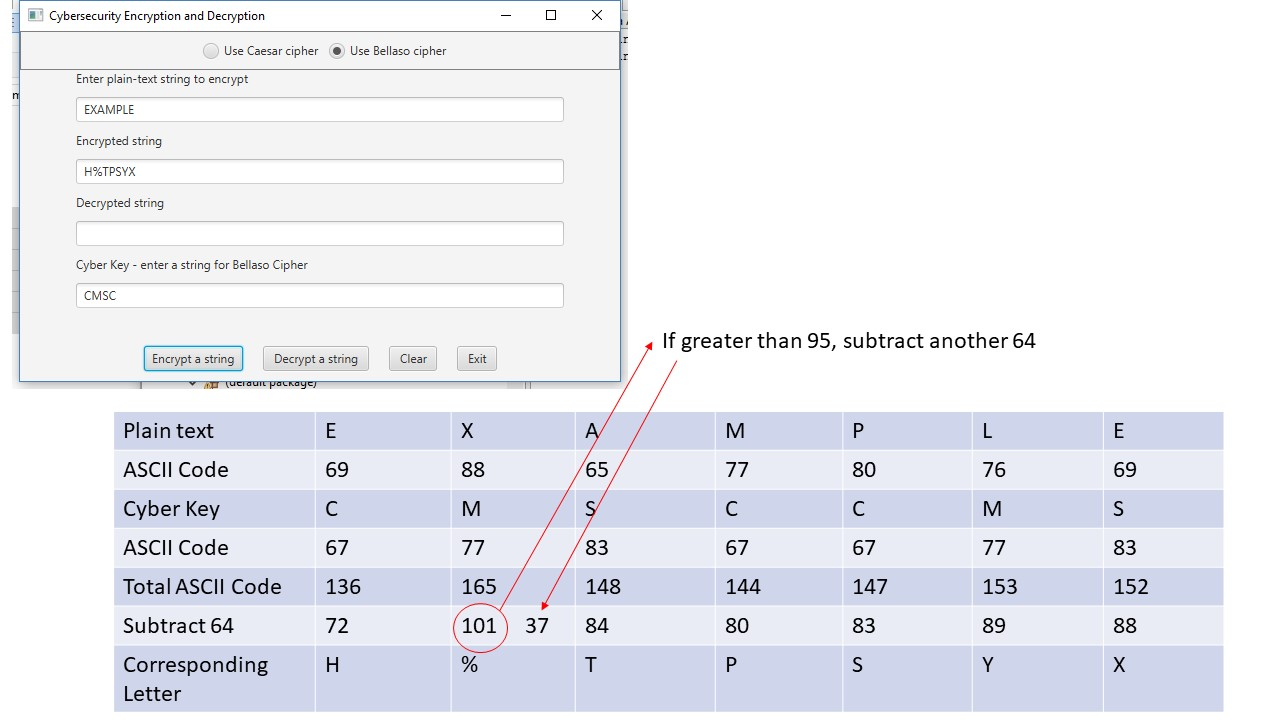 Cybersecurity Encryption and Decryption
Use Caesar cipher Use Bellaso cipher
Enter plain-text string to encrypt
EXAMPLE
Encrypted string
H%TPSYX
Decrypted string
Cyber Key - enter a string for Bellaso Cipher
CMSC
Encrypt a string Decrypt a string Clear Exit
(default package)
If greater than 95, subtract another 64
Plain text E X A M P L E
ASCII Code 69 88 65 77 80 76 69
Cyber Key C M S C C M S
ASCII Code 67 77 83 67 67 77 83
Total ASCII Code 136 165 148 144 147 153 152
Subtract 64 72 101 37 84 80 83 89 88
Corresponding
Letter H % T P S Y X